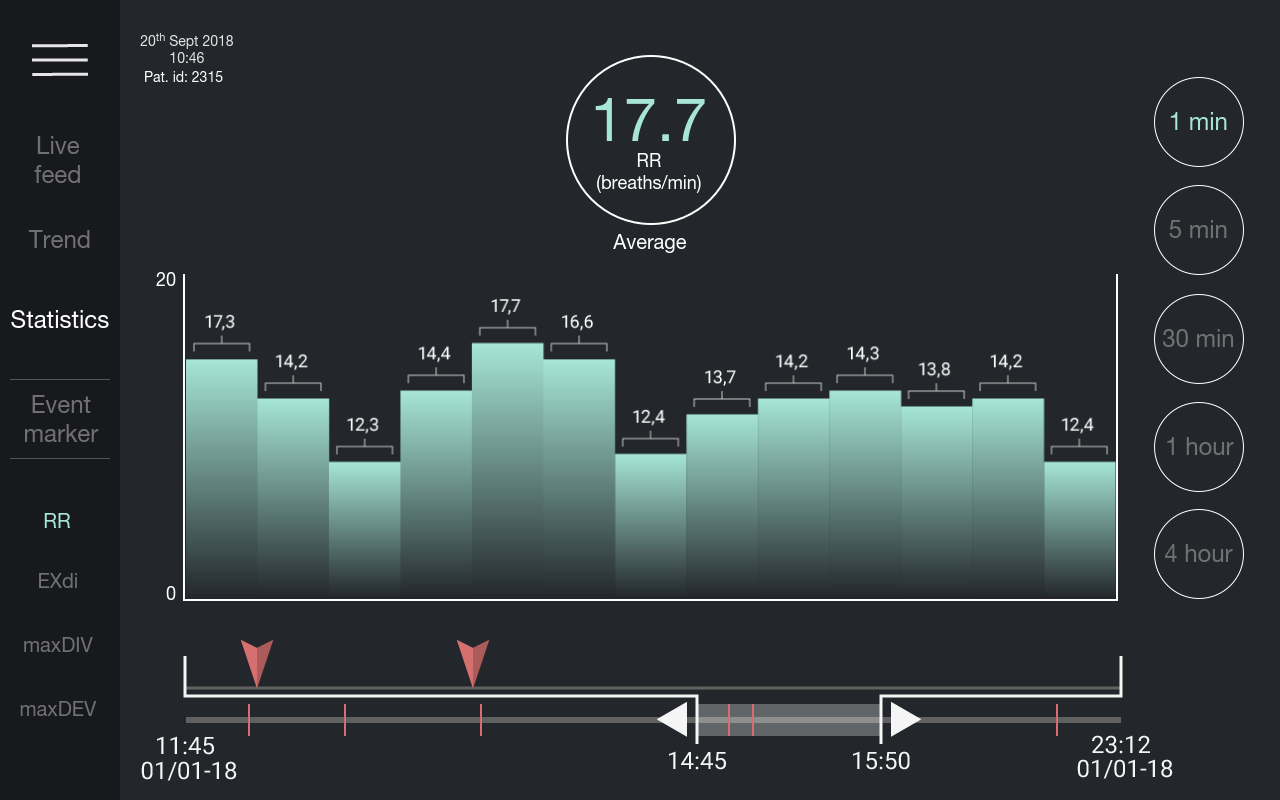 20th Sept 2018
10:46
Pat. id: 2315
Live
feed
Trend
Statistics
Event
marker
RR
EXdi
maxDIV
maxDEV
17.7
RR
(breaths/min)
Average
1 min
5 min
30 min
1 hour
4 hour
20
0
17,3
14,2
12,3
14,4
17,7
16,6
12,4
13,7
14,2
14,3
13,8
14,2
12,4
11:45
01/01-18
14:45
15:50
23:12
01/01-18